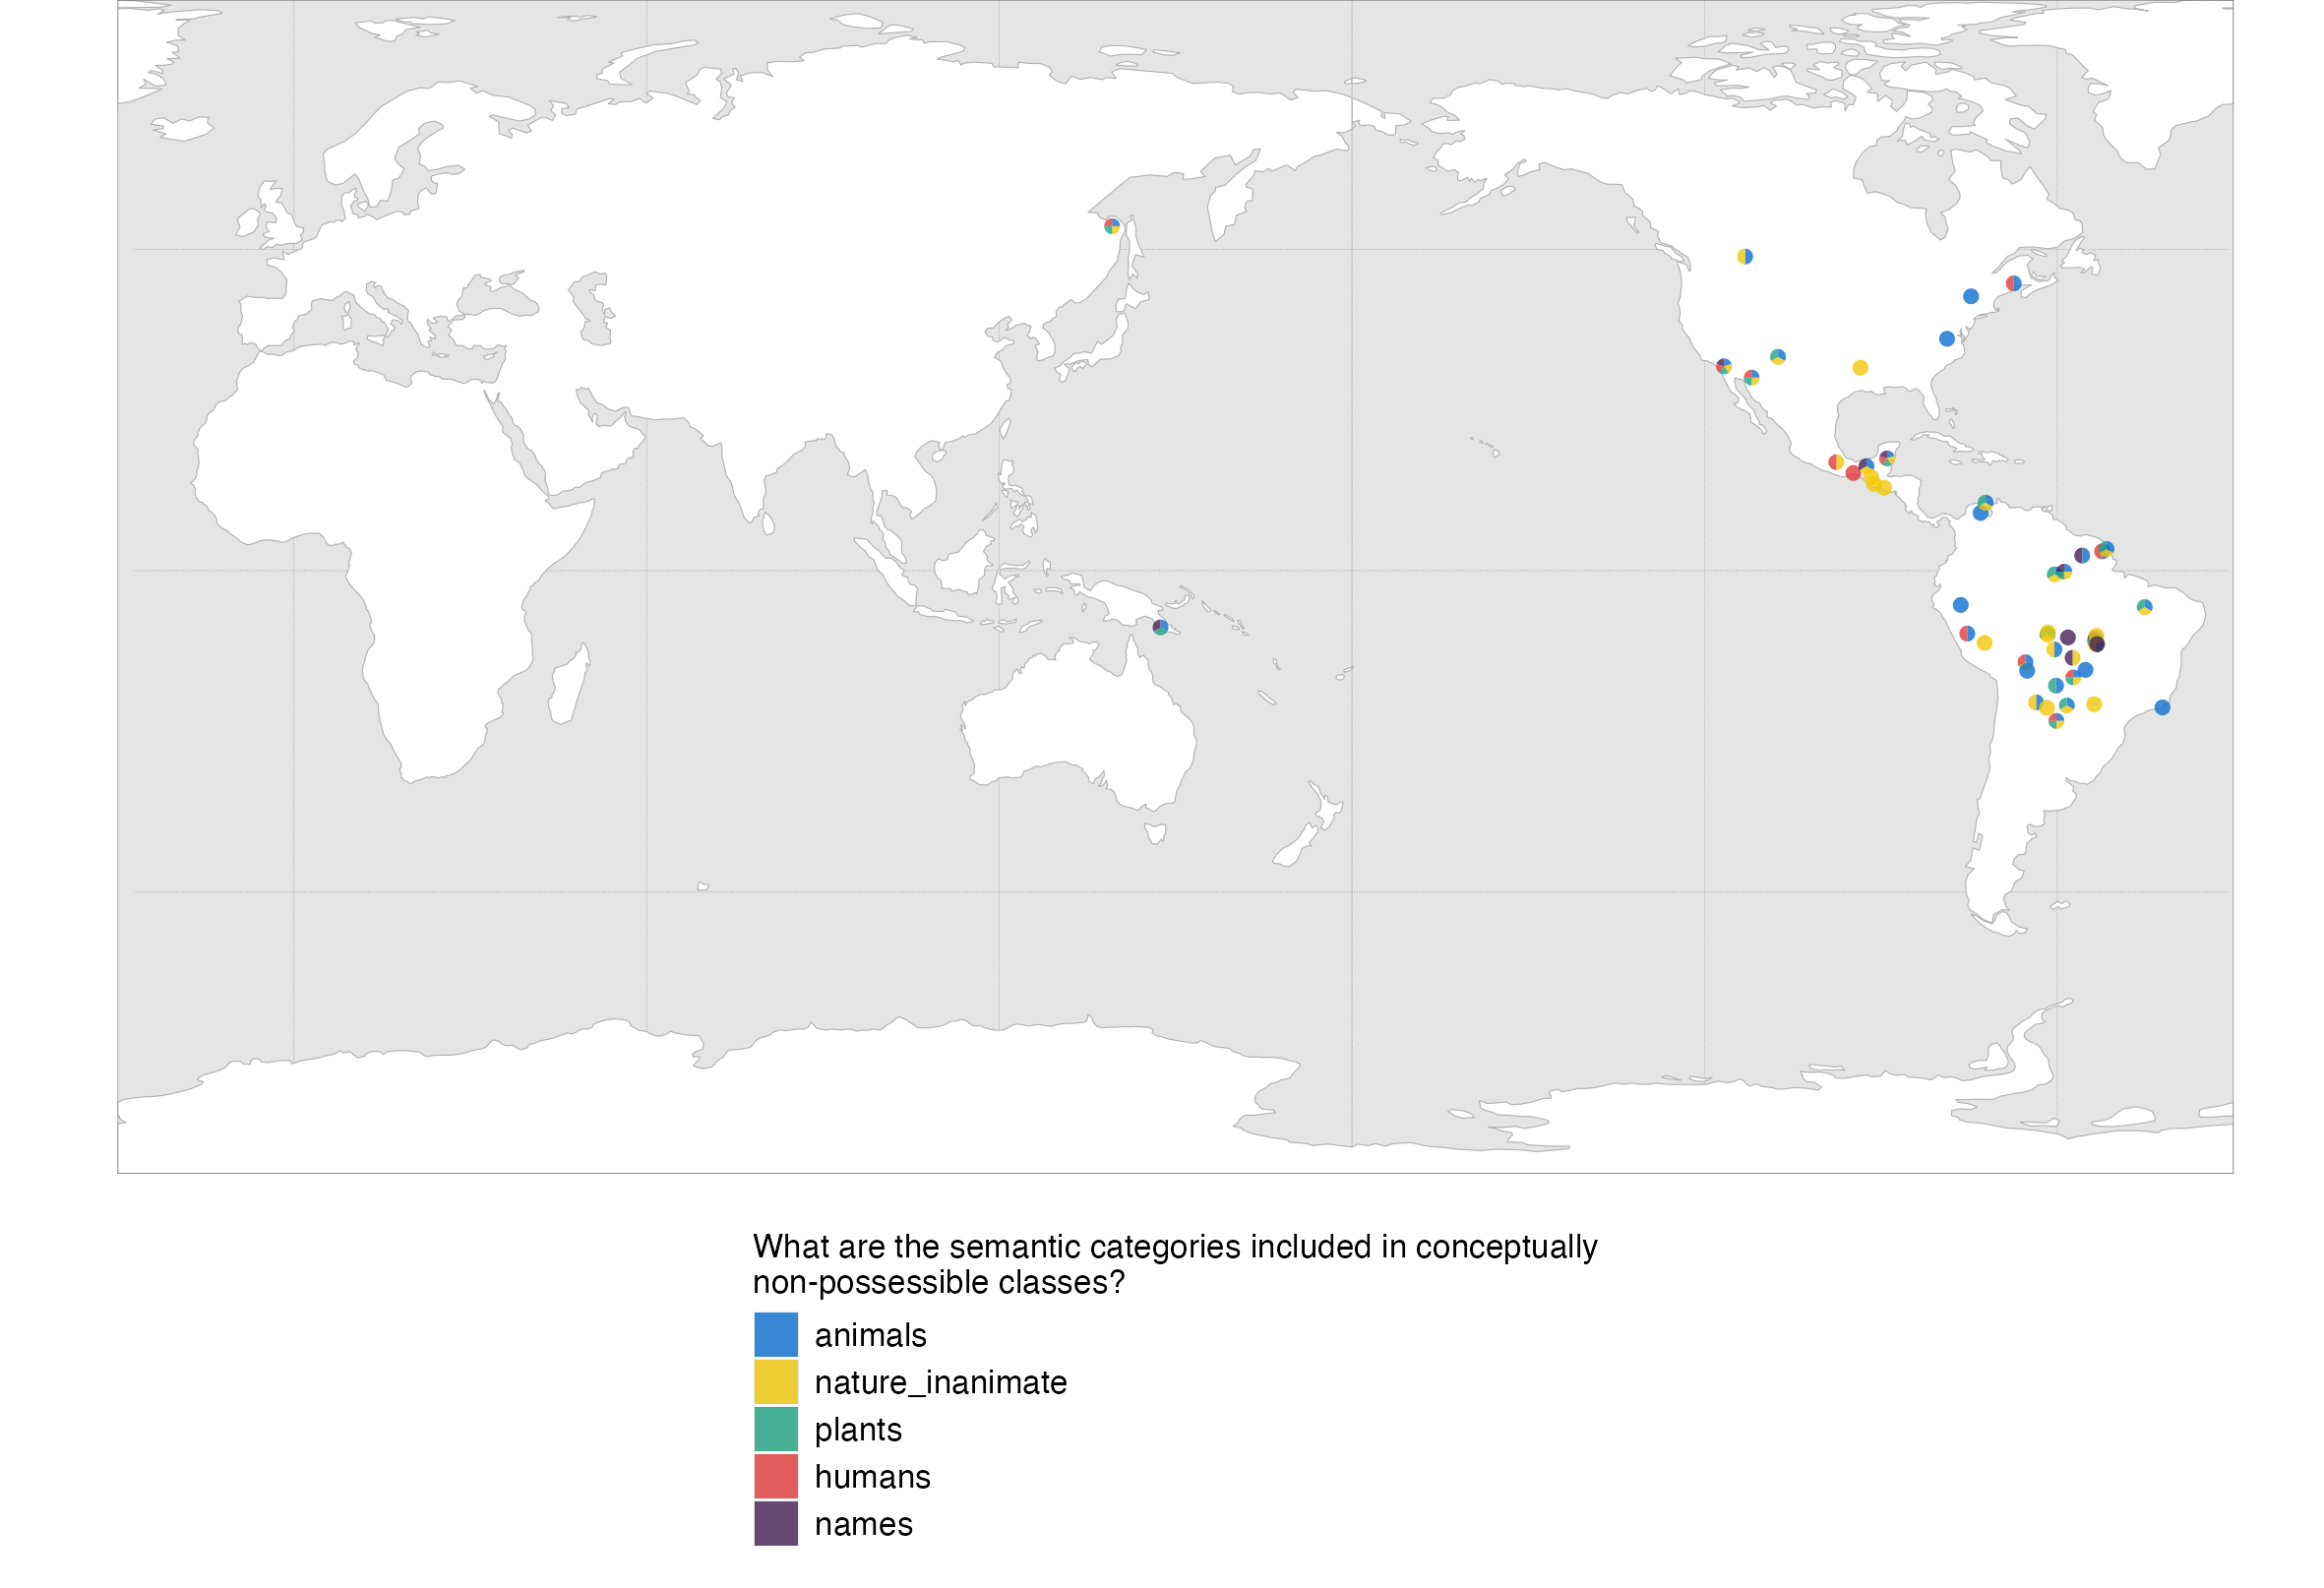 What are the semantic categories included in conceptually
non-possessible classes?
animals
nature_inanimate
plants
humans
names